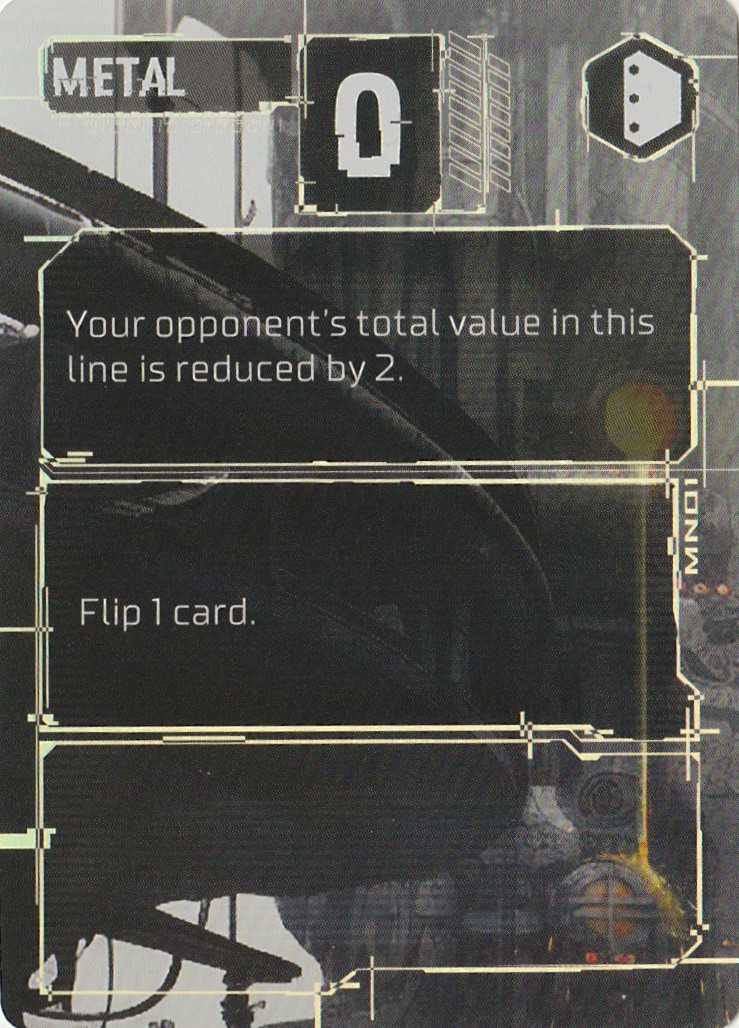 METAL
0
Your opponent's total value in this
line is reduced by 2.
MN01
Flip 1 card.